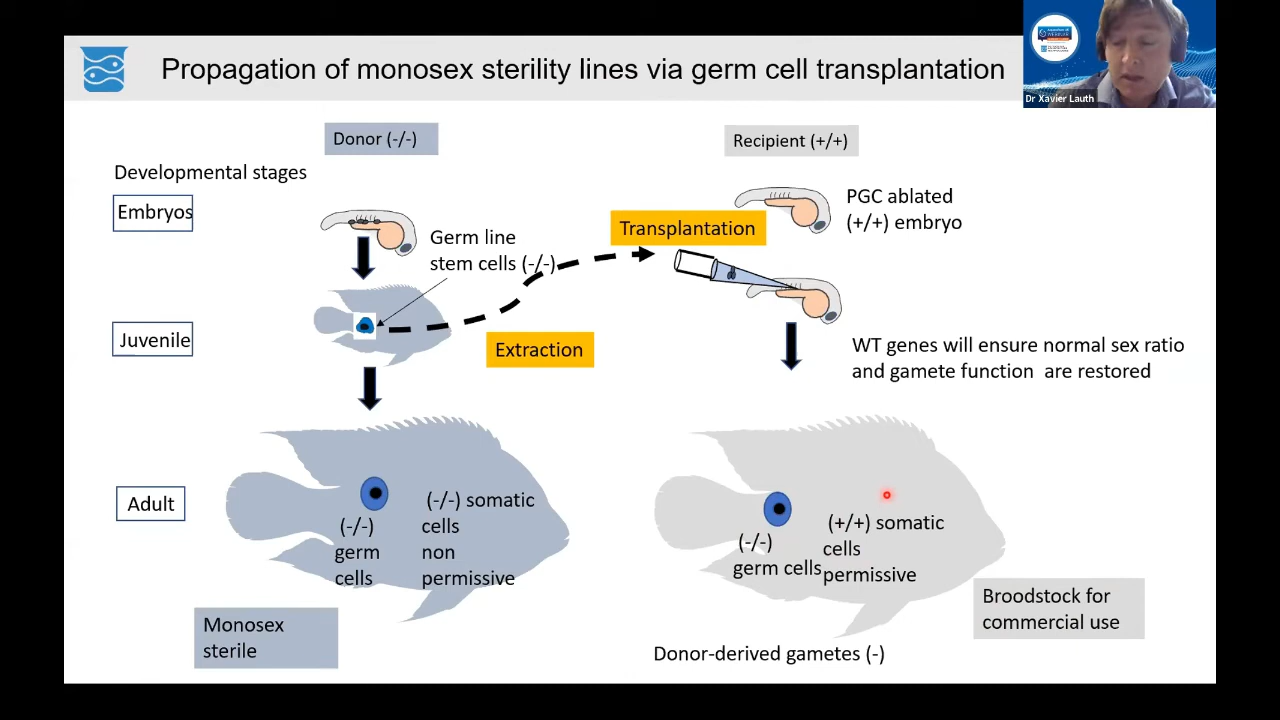 Propagation of monosex sterility lines via germ cell transplantation
Dr Xavier Lauth
Donor (-/-)
Recipient (+/+)
Developmental stages
Embryos
PGC ablated
(+/+) embryo
Transplantation
Germ line
stem cells (-/-)
Juvenile
Extraction
WT genes will ensure normal sex ratio
and gamete function are restored
Adult
(-/-)
germ
cells
(-/-) somatic
cells
non
permissive
(-/-)
germ cells
(+/+) somatic
cells
permissive
Monosex
sterile
Broodstock for
commercial use
Donor-derived gametes (-)